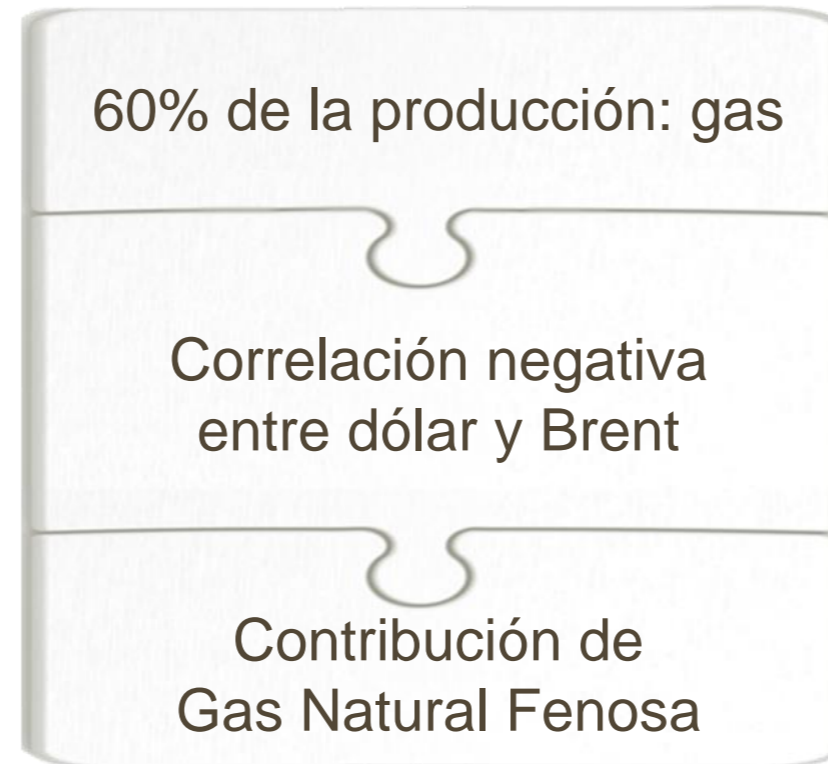 60% de la producción: gas
Correlación negativa
entre dólar y Brent
Contribución de
Gas Natural Fenosa